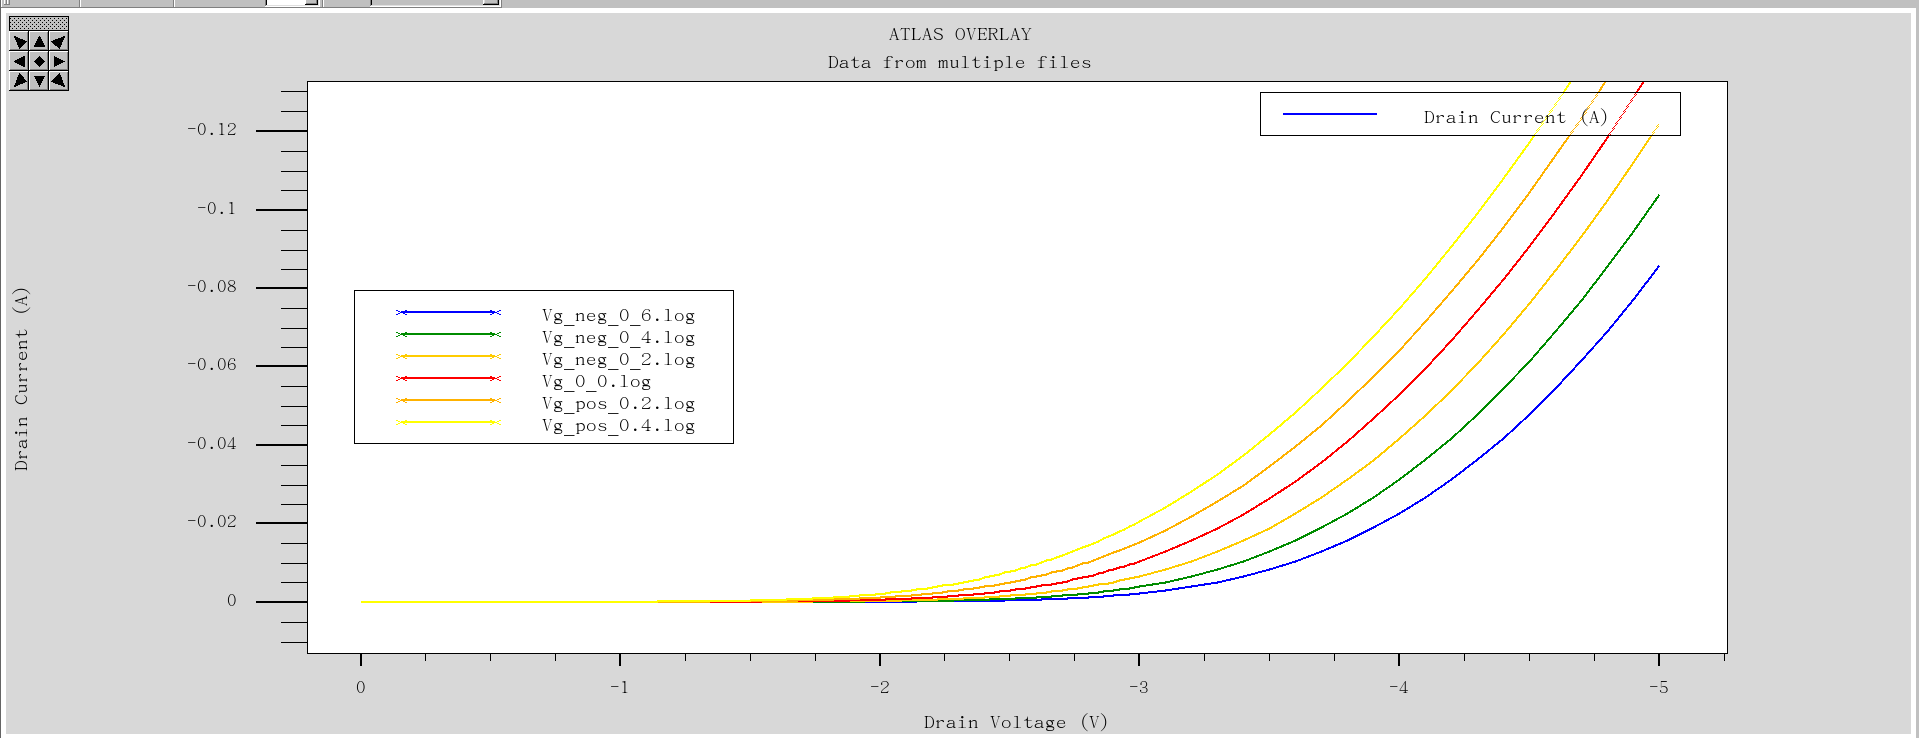 ATLAS OVERLAY
Data from multiple files
Drain Current (A)
-0.12
-0.1
-0.08
-0.06
-0.04
-0.02
0
Drain Current (A)
Vg_neg_0_6.log
Vg_neg_0_4.log
Vg_neg_0_2.log
Vg_0_0.log
Vg_pos_0.2.log
Vg_pos_0.4.log
0 -1 -2 -3 -4 -5
Drain Voltage (V)